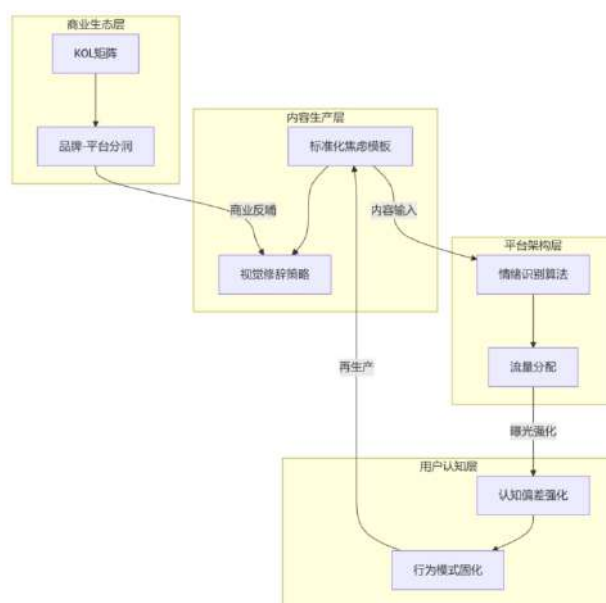 商业生态层
KOL矩阵
品牌-平台分润
内容生产层
标准化焦虑模板
商业反哺
内容输入
视觉修辞策略
平台架构层
情绪识别算法
流量分配
再生产
曝光强化
用户认知层
认知偏差强化
行为模式固化